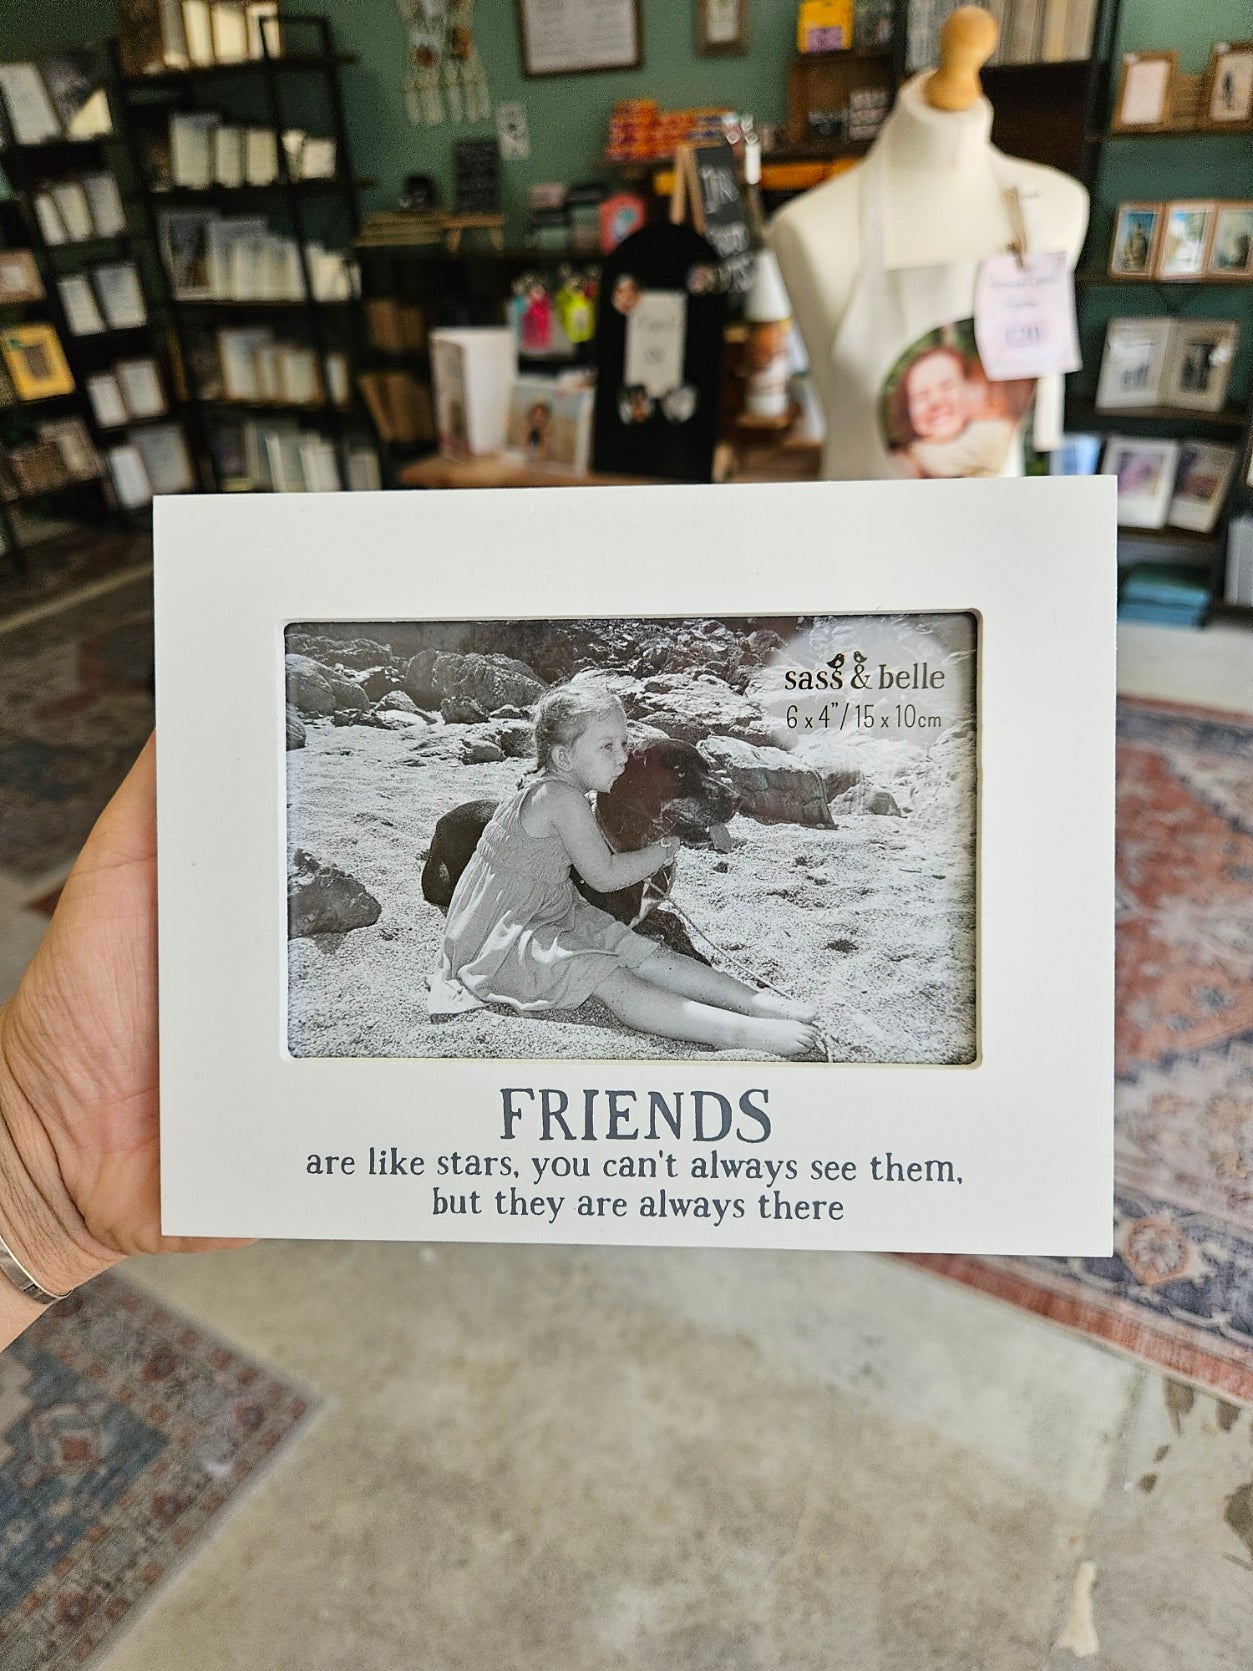 sass & belle
6 x 4"/ 15 x 10cm
FRIENDS
are like stars, you can't always see them,
but they are always there